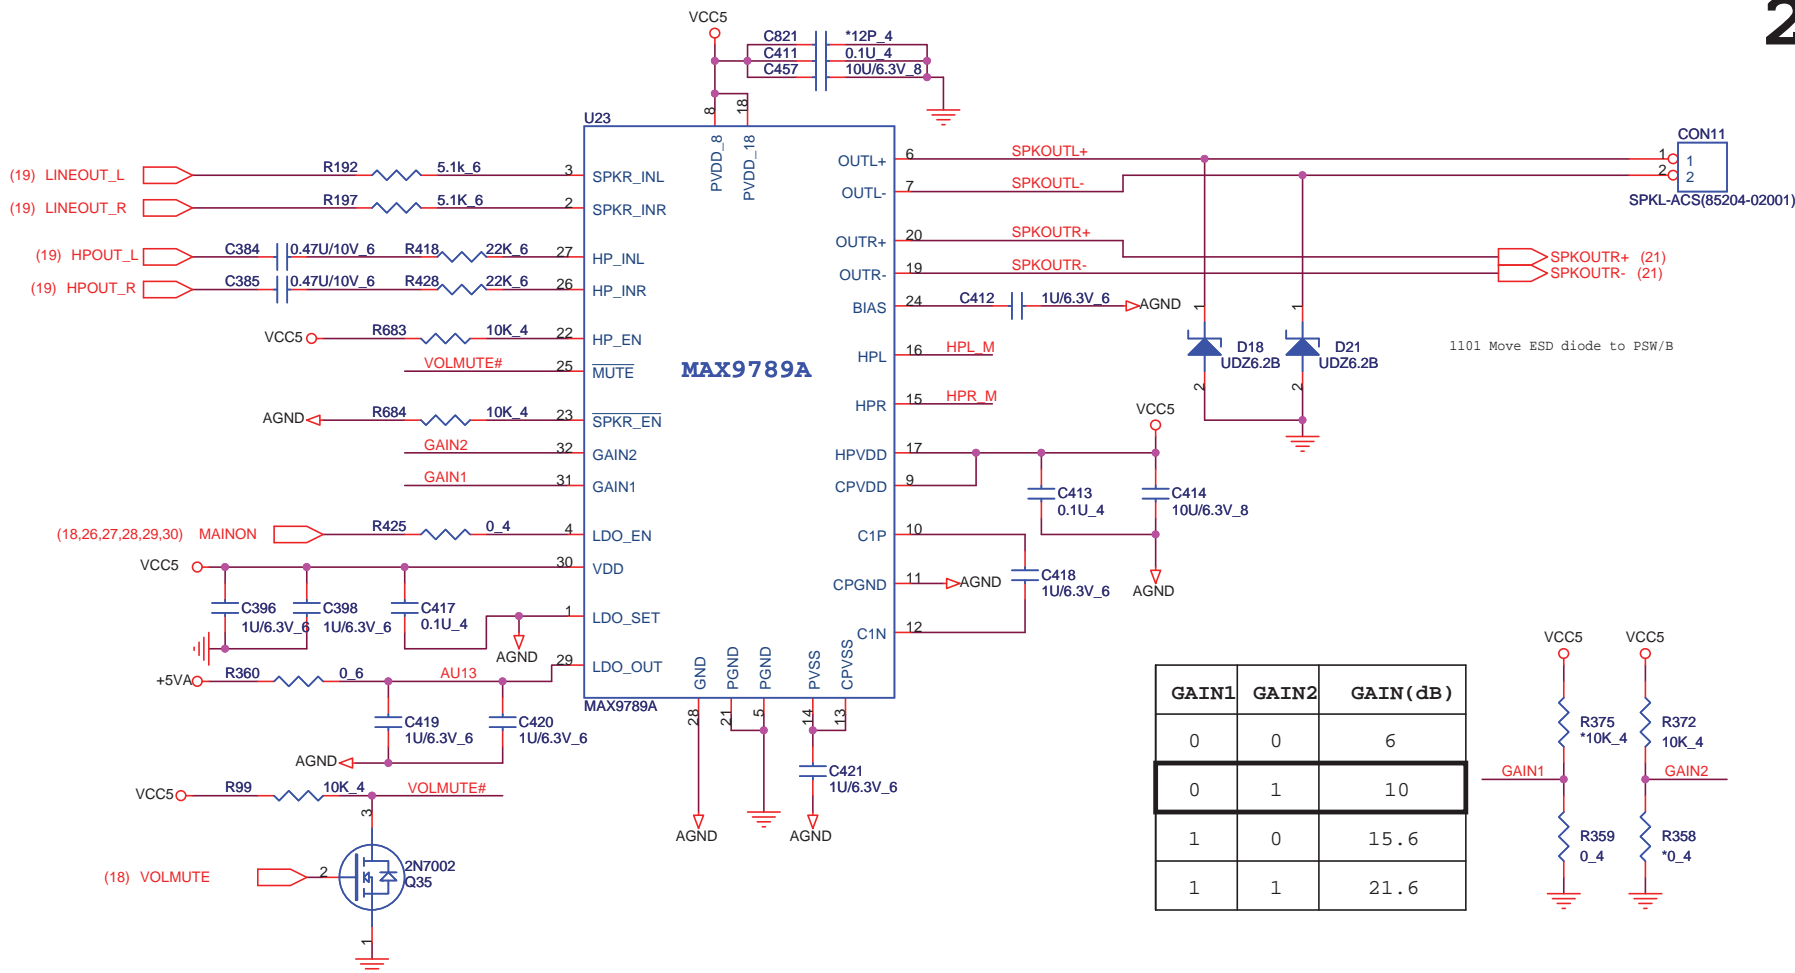 2
VCC5
C821 *12P_4
C411 0.1U_4
C457 10U/6.3V_8
8 18
U23
PVDD_8 PVDD_18
CON11
(19) LINEOUT_L R192 5.1k_6 3 SPKR_INL
OUTL+ 6 SPKOUTL+ 1 1
OUTL- 7 SPKOUTL- 2 2
SPKL-ACS(85204-02001)
(19) LINEOUT_R R197 5.1K_6 2 SPKR_INR
OUTR+ 20 SPKOUTR+ SPKOUTR+ (21)
(19) HPOUT_L C384 0.47U/10V_6 R418 22K_6 27 HP_INL
OUTR- 19 SPKOUTR- SPKOUTR- (21)
(19) HPOUT_R C385 0.47U/10V_6 R428 22K_6 26 HP_INR
BIAS 24 C412 1U/6.3V_6 AGND
VCC5 R683 10K_4 22 HP_EN
HPL 16 HPL_M
1 D18 UDZ6.2B 2
1 D21 UDZ6.2B 2
1101 Move ESD diode to PSW/B
VOLMUTE# 25 MUTE
MAX9789A
HPR 15 HPR_M
AGND R684 10K_4 23 SPKR_EN
VCC5
GAIN2 32 GAIN2
HPVDD 17
GAIN1 31 GAIN1
CPVDD 9
C413 0.1U_4
C414 10U/6.3V_8
AGND
(18,26,27,28,29,30) MAINON R425 0_4 4 LDO_EN
C1P 10
VCC5 30 VDD
CPGND 11 AGND
C418 1U/6.3V_6
C396 1U/6.3V_6
C398 1U/6.3V_6
C417 0.1U_4
1 LDO_SET
AGND
C1N 12
+5VA R360 0_6 AU13 29 LDO_OUT
GND PGND PGND PVSS CPVSS
MAX9789A
28 21 5 14 13
C419 1U/6.3V_6
C420 1U/6.3V_6
AGND
C421 1U/6.3V_6
AGND AGND
VCC5 R99 10K_4 VOLMUTE#
3
(18) VOLMUTE 2 2N7002
Q35
1
GAIN1 GAIN2 GAIN(dB)
0 0 6
0 1 10
1 0 15.6
1 1 21.6
VCC5 VCC5
R375 *10K_4
R372 10K_4
GAIN1 GAIN2
R359 0_4
R358 *0_4